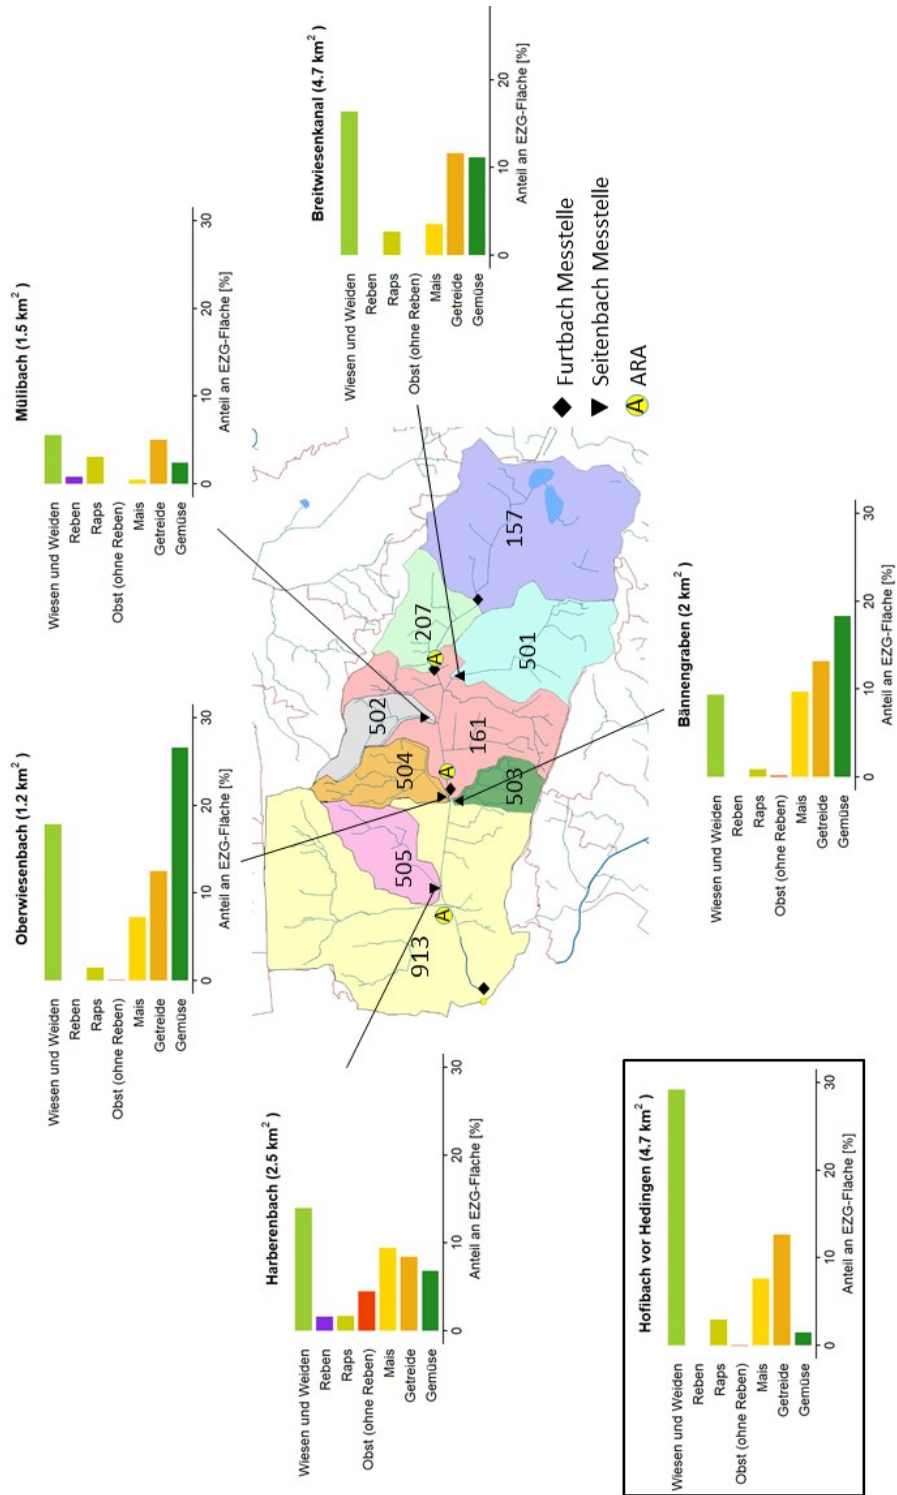 Mülibach (1.5 km²)
Wiesen und Weiden
Reben
Raps
Obst (ohne Reben)
Mais
Getreide
Gemüse
0 10 20 30
Anteil an EZG-Fläche [%]
Breitwiesenkanal (4.7 km²)
Wiesen und Weiden
Reben
Raps
Obst (ohne Reben)
Mais
Getreide
Gemüse
0 10 20
Anteil an EZG-Fläche [%]
Oberwiesenbach (1.2 km²)
Wiesen und Weiden
Reben
Raps
Obst (ohne Reben)
Mais
Getreide
Gemüse
0 10 20 30
Anteil an EZG-Fläche [%]
Harberenbach (2.5 km²)
Wiesen und Weiden
Reben
Raps
Obst (ohne Reben)
Mais
Getreide
Gemüse
0 10 20 30
Anteil an EZG-Fläche [%]
913
505
504
502
503
161
207
501
157
A
A
A
Furtbach Messtelle
Seitenbach Messtelle
A ARA
Hofibach vor Hedingen (4.7 km²)
Wiesen und Weiden
Reben
Raps
Obst (ohne Reben)
Mais
Getreide
Gemüse
0 10 20 30
Anteil an EZG-Fläche [%]
Bännengraben (2 km²)
Wiesen und Weiden
Reben
Raps
Obst (ohne Reben)
Mais
Getreide
Gemüse
0 10 20 30
Anteil an EZG-Fläche [%]